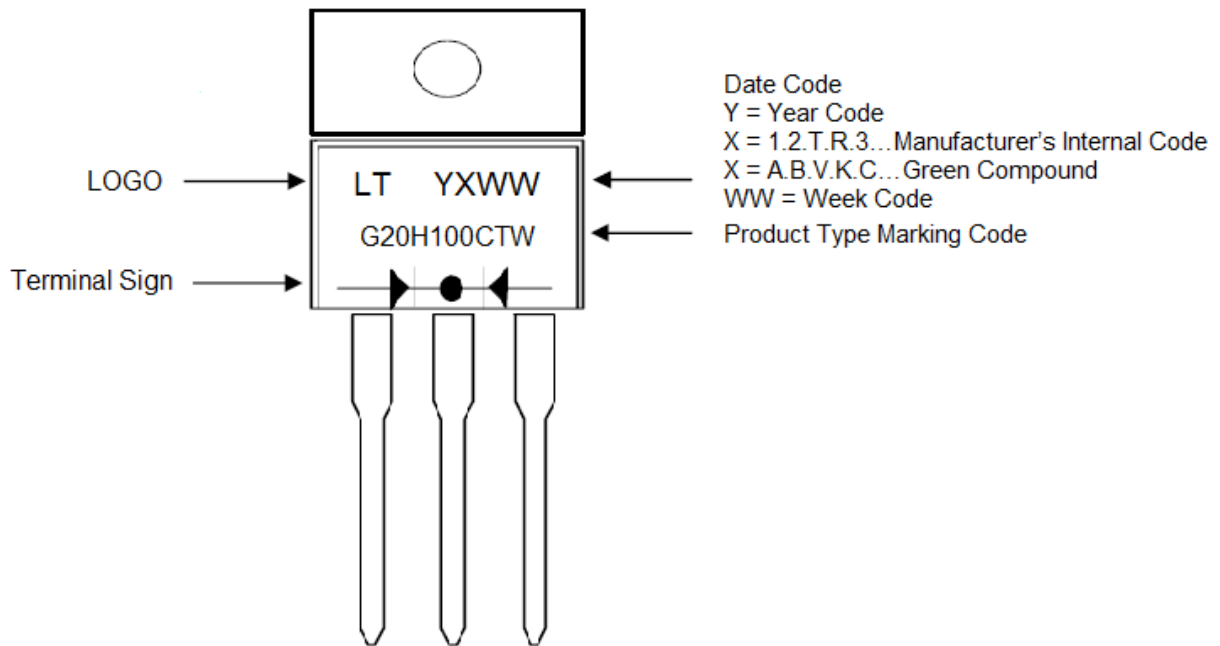 LOGO
LT YXWW
G20H100CTW
Terminal Sign
Date Code
Y = Year Code
X = 1.2.T.R.3...Manufacturer's Internal Code
X = A.B.V.K.C...Green Compound
WW = Week Code
Product Type Marking Code